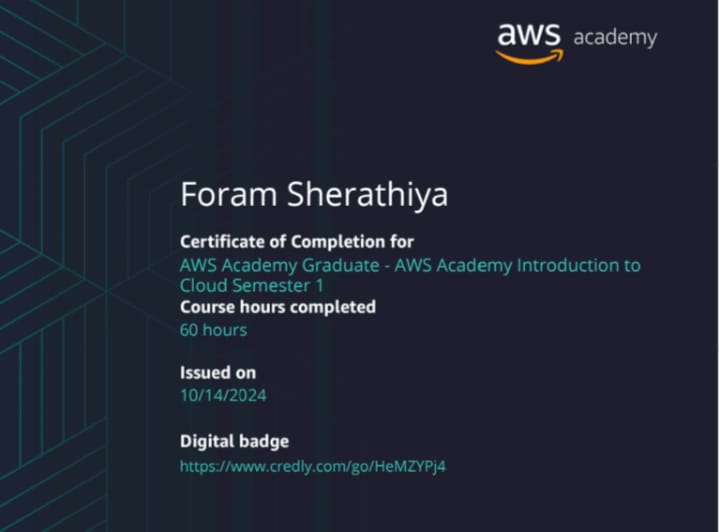 aws academy
Foram Sherathiya
Certificate of Completion for
AWS Academy Graduate - AWS Academy Introduction to
Cloud Semester 1
Course hours completed
60 hours
Issued on
10/14/2024
Digital badge
https://www.credly.com/go/HeMZYPj4